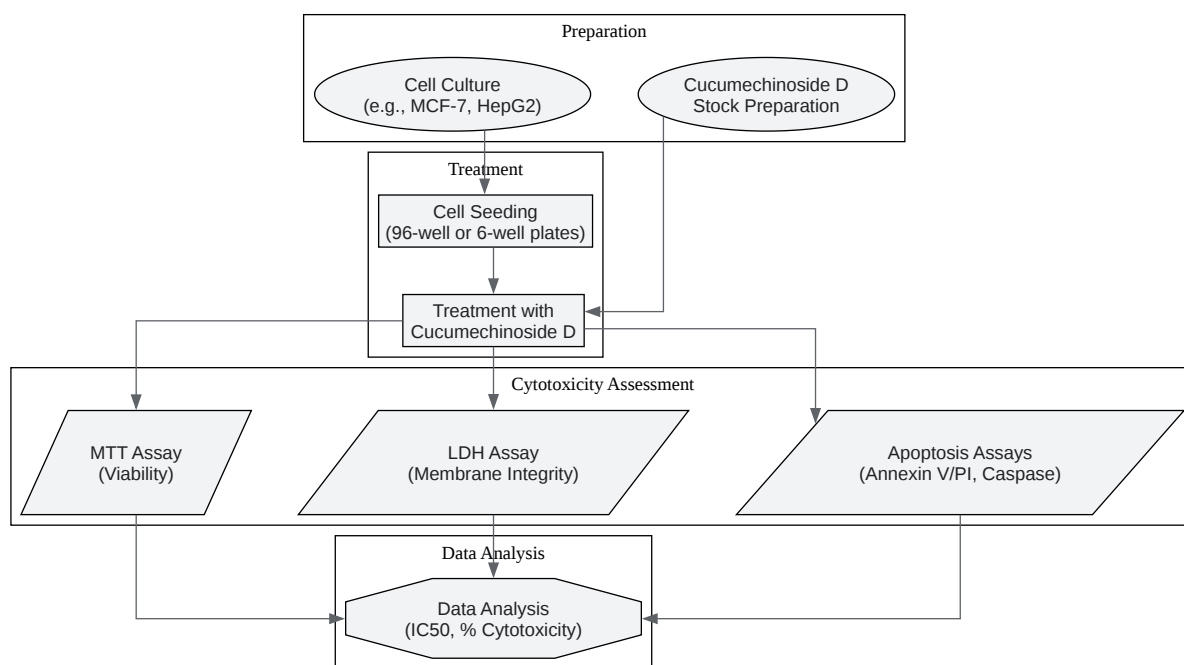 Preparation
Cell Culture
(e.g., MCF-7, HepG2)
Cucumechinoside D
Stock Preparation
Treatment
Cell Seeding
(96-well or 6-well plates)
Treatment with
Cucumechinoside D
Cytotoxicity Assessment
MTT Assay
(Viability)
LDH Assay
(Membrane Integrity)
Apoptosis Assays
(Annexin V/PI, Caspase)
Data Analysis
Data Analysis
(IC50, % Cytotoxicity)